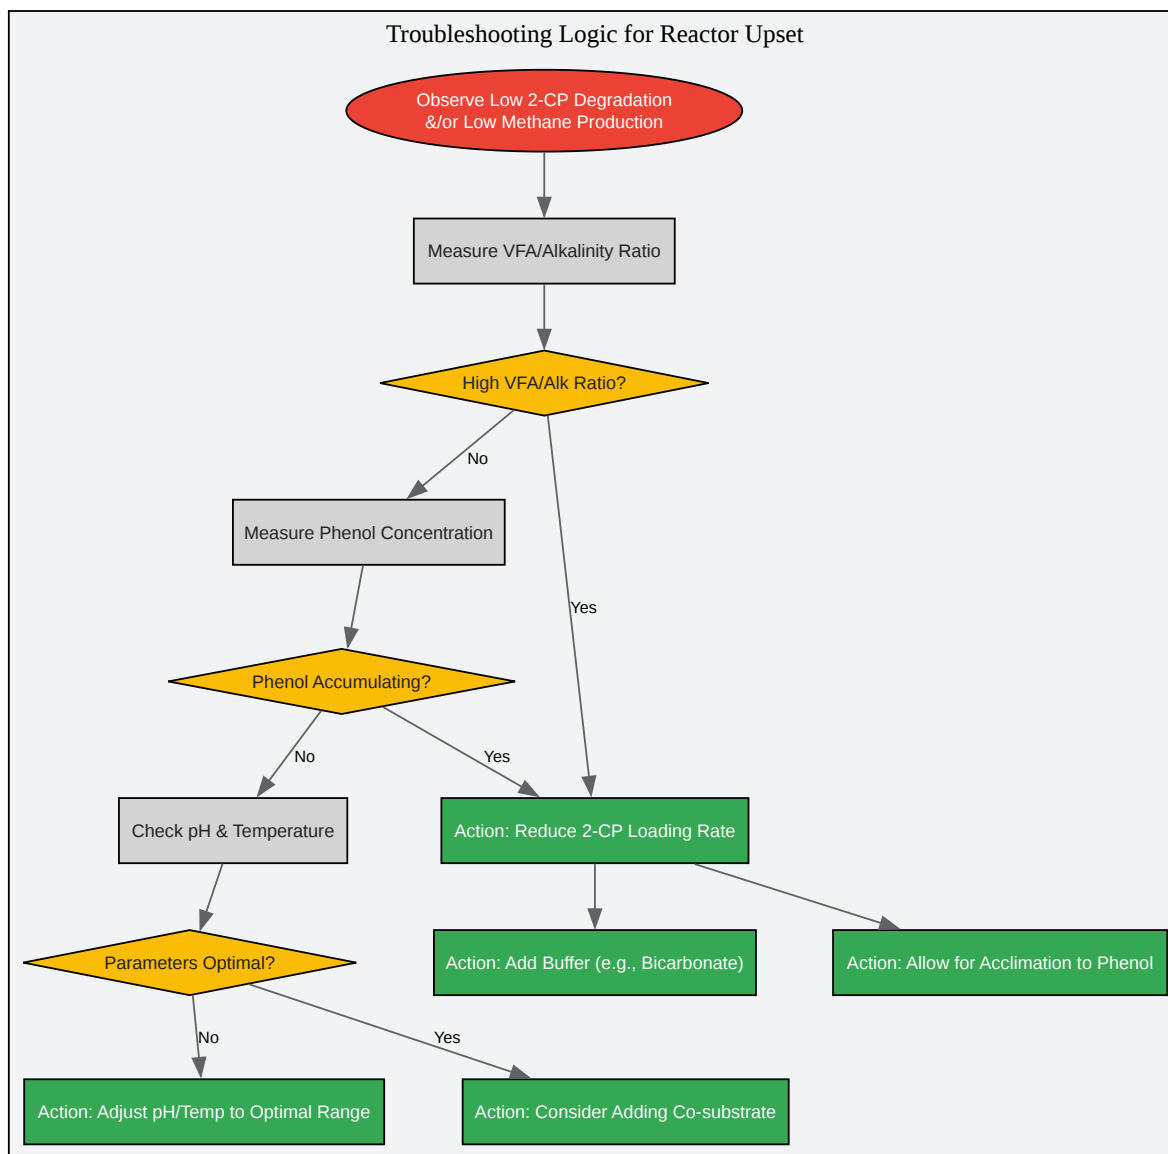 Troubleshooting Logic for Reactor Upset
Observe Low 2-CP Degradation
&/or Low Methane Production
Measure VFA/Alkalinity Ratio
High VFA/Alk Ratio?
No
Measure Phenol Concentration
Yes
Phenol Accumulating?
No
Yes
Check pH & Temperature
Action: Reduce 2-CP Loading Rate
Parameters Optimal?
Action: Add Buffer (e.g., Bicarbonate)
Action: Allow for Acclimation to Phenol
No
Yes
Action: Adjust pH/Temp to Optimal Range
Action: Consider Adding Co-substrate